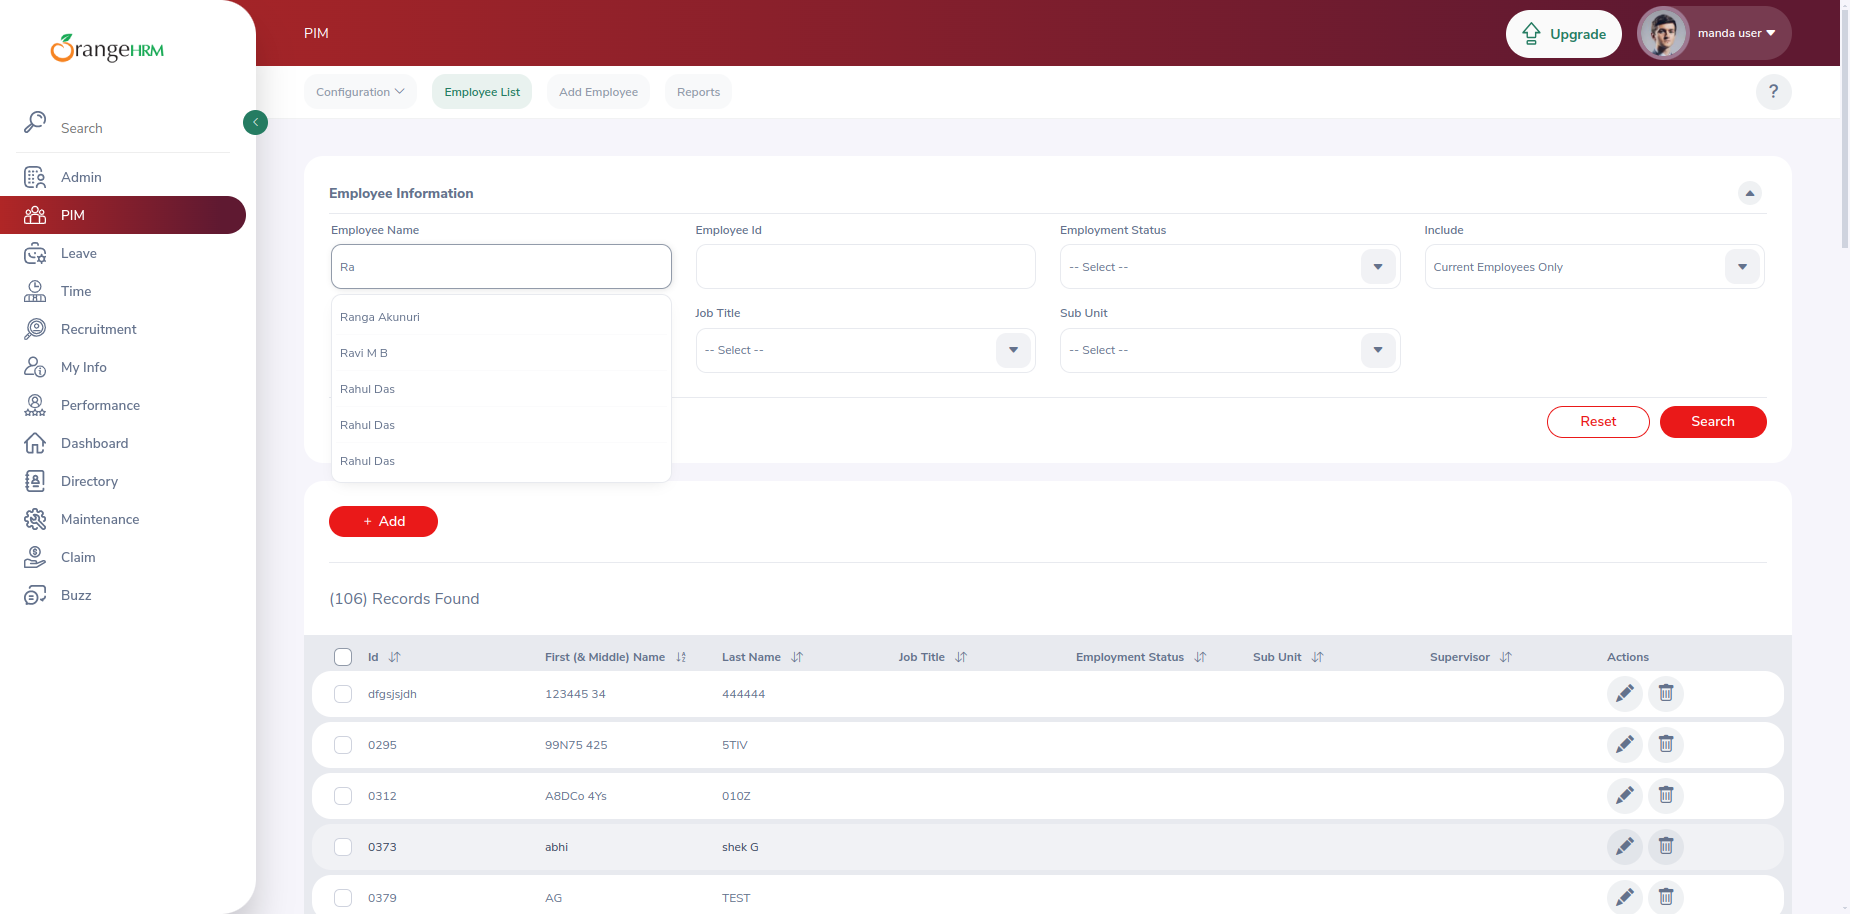 OrangeHRM
PIM
Upgrade
manda user
Configuration
Employee List
Add Employee
Reports
?
Search
Admin
PIM
Leave
Time
Recruitment
My Info
Performance
Dashboard
Directory
Maintenance
Claim
Buzz
Employee Information
Employee Name
Employee Id
Employment Status
Include
Ra
-- Select --
Current Employees Only
Ranga Akunuri
Ravi M B
Rahul Das
Rahul Das
Rahul Das
Job Title
Sub Unit
-- Select --
-- Select --
Reset
Search
+ Add
(106) Records Found
Id First (& Middle) Name Last Name Job Title Employment Status Sub Unit Supervisor Actions
dfgsjsjdh 123445 34 444444
0295 99N75 425 5TIV
0312 A8DCo 4Ys 010Z
0373 abhi shek G
0379 AG TEST